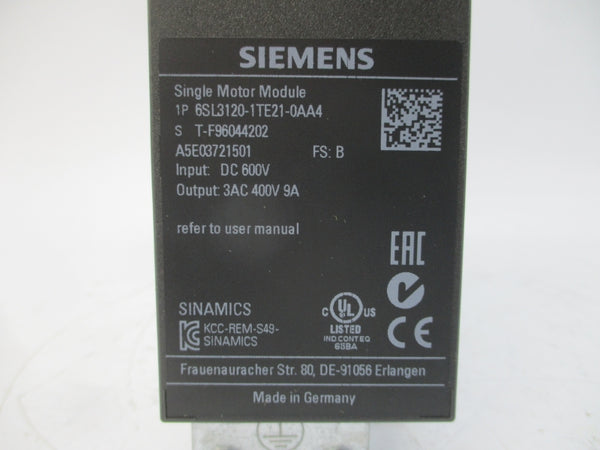 SIEMENS
Single Motor Module
1P 6SL3120-1TE21-0AA4
S T-F96044202
A5E03721501 FS: B
Input: DC 600V
Output: 3AC 400V 9A
refer to user manual
EAC
SINAMICS
KCC-REM-S49-
SINAMICS
C UL US
LISTED
IND.CONT.EQ
69BA
CE
Frauenauracher Str. 80, DE-91056 Erlangen
Made in Germany